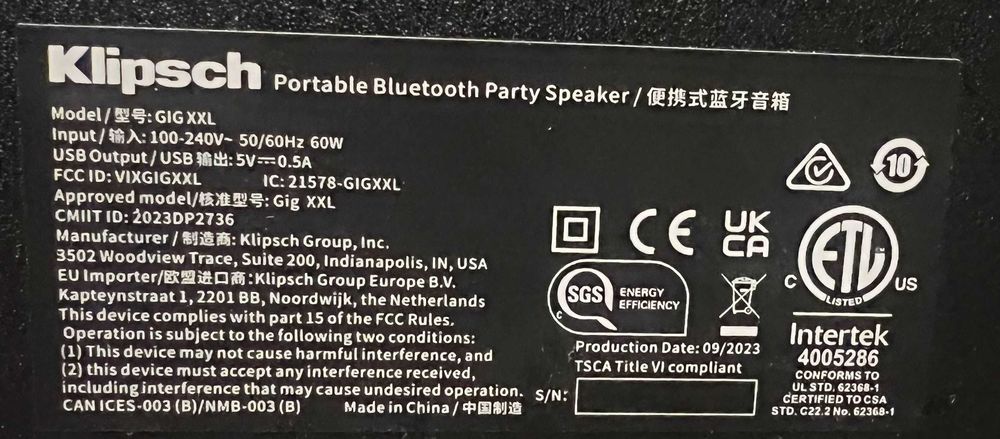 Klipsch Portable Bluetooth Party Speaker / 便携式蓝牙音箱
Model / 型号: GIG XXL
Input / 输入: 100-240V~ 50/60Hz 60W
USB Output / USB 输出: 5V⎓0.5A
FCC ID: VIXGIGXXL IC: 21578-GIGXXL
Approved model/核准型号: Gig XXL
CMIIT ID: 2023DP2736
Manufacturer / 制造商: Klipsch Group, Inc.
3502 Woodview Trace, Suite 200, Indianapolis, IN, USA
EU Importer/欧盟进口商:Klipsch Group Europe B.V.
Kapteynstraat 1, 2201 BB, Noordwijk, the Netherlands
This device complies with part 15 of the FCC Rules.
Operation is subject to the following two conditions:
(1) This device may not cause harmful interference, and
(2) this device must accept any interference received,
including interference that may cause undesired operation.
CAN ICES-003 (B)/NMB-003 (B) Made in China / 中国制造
10
CE
UK
CA
SGS ENERGY
EFFICIENCY
C
Production Date: 09/2023
TSCA Title VI compliant
S/N:
C ETL US
LISTED
Intertek
4005286
CONFORMS TO
UL STD. 62368-1
CERTIFIED TO CSA
STD. C22.2 No. 62368-1